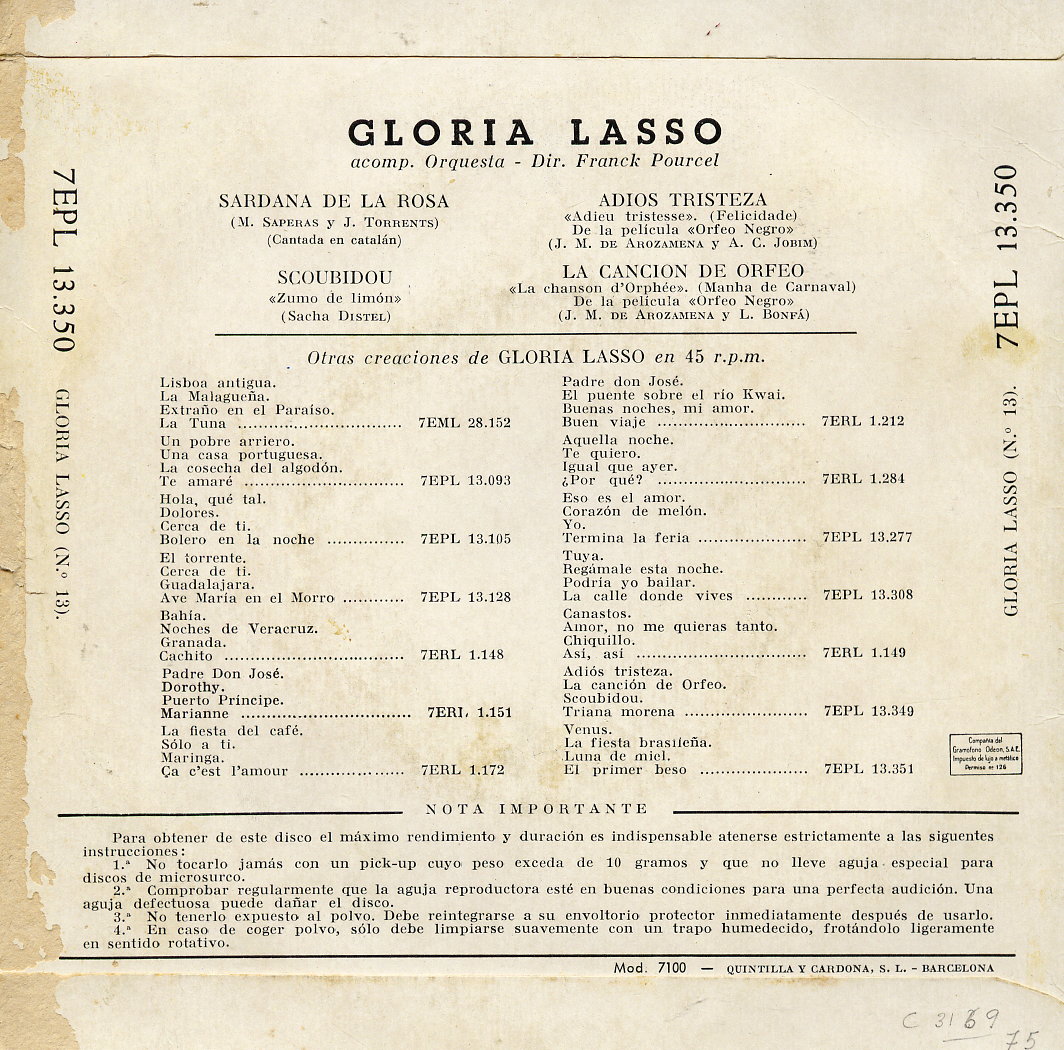 GLORIA LASSO
acomp. Orquesta - Dir. Franck Pourcel
SARDANA DE LA ROSA
(M. SAPERAS y J. TORRENTS)
(Cantada en catalán)
SCOUBIDOU
«Zumo de limón»
(Sacha DISTEL)
ADIOS TRISTEZA
«Adieu tristesse». (Felicidade)
De la película «Orfeo Negro»
(J. M. DE AROZAMENA y A. C. JOBIM)
LA CANCION DE ORFEO
«La chanson d'Orphée». (Manha de Carnaval)
De la película «Orfeo Negro»
(J. M. DE AROZAMENA y L. BONFÁ)
Otras creaciones de GLORIA LASSO en 45 r.p.m.
Lisboa antigua.
La Malagueña.
Extraño en el Paraíso.
La Tuna .............................. 7EML 28.152
Un pobre arriero.
Una casa portuguesa.
La cosecha del algodón.
Te amaré ............................. 7EPL 13.093
Hola, qué tal.
Dolores.
Cerca de ti.
Bolero en la noche .............. 7EPL 13.105
El torrente.
Cerca de ti.
Guadalajara.
Ave María en el Morro ........... 7EPL 13.128
Bahía.
Noches de Veracruz.
Granada.
Cachito ................................. 7ERL 1.148
Padre Don José.
Dorothy.
Puerto Príncipe.
Marianne ............................... 7ERL 1.151
La fiesta del café.
Sólo a ti.
Maringa.
Ça c'est l'amour ................... 7ERL 1.172
Padre don José.
El puente sobre el río Kwai.
Buenas noches, mi amor.
Buen viaje ........................... 7ERL 1.212
Aquella noche.
Te quiero.
Igual que ayer.
¿Por qué? ........................... 7ERL 1.284
Eso es el amor.
Corazón de melón.
Yo.
Termina la feria .................... 7EPL 13.277
Tuya.
Regámale esta noche.
Podría yo bailar.
La calle donde vives ........... 7EPL 13.308
Canastos.
Amor, no me quieras tanto.
Chiquillo.
Así, así ............................... 7ERL 1.149
Adiós tristeza.
La canción de Orfeo.
Scoubidou.
Triana morena ...................... 7EPL 13.349
Venus.
La fiesta brasileña.
Luna de miel.
El primer beso .................... 7EPL 13.351
Compañía del
Gramófono Odeon, S.A.E.
Impuesto de lujo a metálico
Permiso nº 126
NOTA IMPORTANTE
Para obtener de este disco el máximo rendimiento y duración es indispensable atenerse estrictamente a las siguentes
instrucciones:
1.ª No tocarlo jamás con un pick-up cuyo peso exceda de 10 gramos y que no lleve aguja especial para
discos de microsurco.
2.ª Comprobar regularmente que la aguja reproductora esté en buenas condiciones para una perfecta audición. Una
aguja defectuosa puede dañar el disco.
3.ª No tenerlo expuesto al polvo. Debe reintegrarse a su envoltorio protector inmediatamente después de usarlo.
4.ª En caso de coger polvo, sólo debe limpiarse suavemente con un trapo humedecido, frotándolo ligeramente
en sentido rotativo.
Mod. 7100 — QUINTILLA Y CARDONA, S. L. - BARCELONA
7EPL 13.350 GLORIA LASSO (N.º 13).
7EPL 13.350 GLORIA LASSO (N.º 13).
C 3169
75